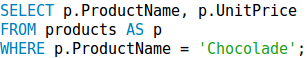 SELECT p.ProductName, p.UnitPrice
FROM products AS p
WHERE p.ProductName = 'Chocolade';